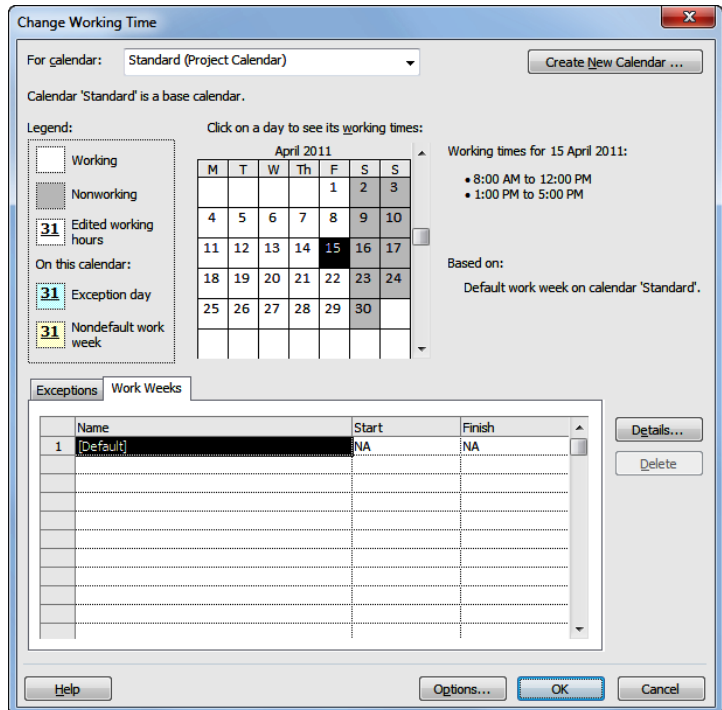 Change Working Time
For calendar: Standard (Project Calendar)
Create New Calendar ...
Calendar 'Standard' is a base calendar.
Legend:
Working
Nonworking
31 Edited working
hours
On this calendar:
31 Exception day
31 Nondefault work
week
Click on a day to see its working times:
April 2011
M T W Th F S S
1 2 3
4 5 6 7 8 9 10
11 12 13 14 15 16 17
18 19 20 21 22 23 24
25 26 27 28 29 30
Working times for 15 April 2011:
• 8:00 AM to 12:00 PM
• 1:00 PM to 5:00 PM
Based on:
Default work week on calendar 'Standard'.
Exceptions Work Weeks
Name Start Finish
1 [Default] NA NA
Details...
Delete
Help Options... OK Cancel